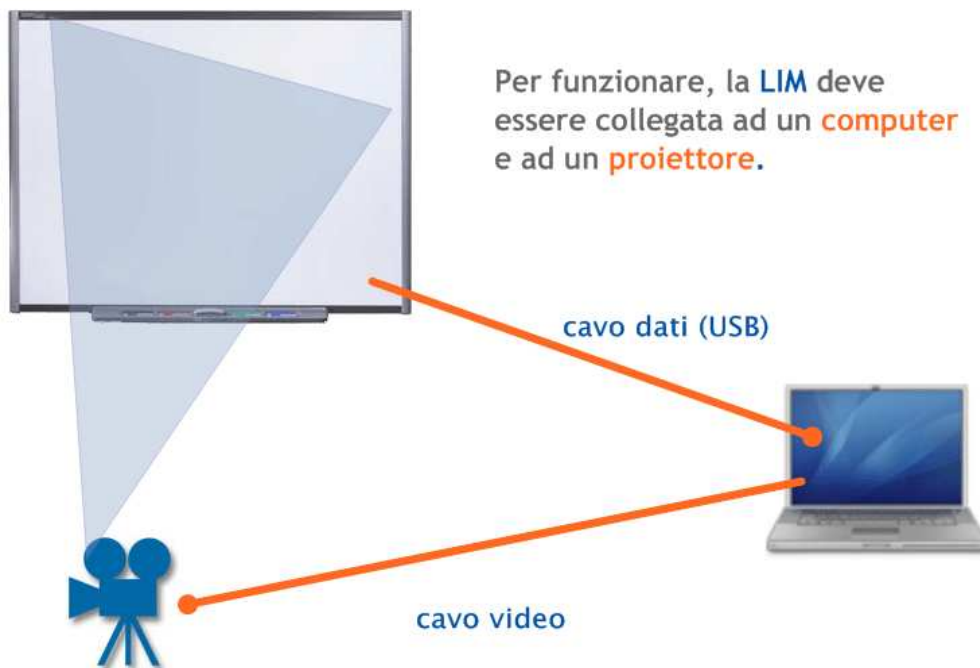 Per funzionare, la LIM deve
essere collegata ad un computer
e ad un proiettore.
cavo dati (USB)
cavo video